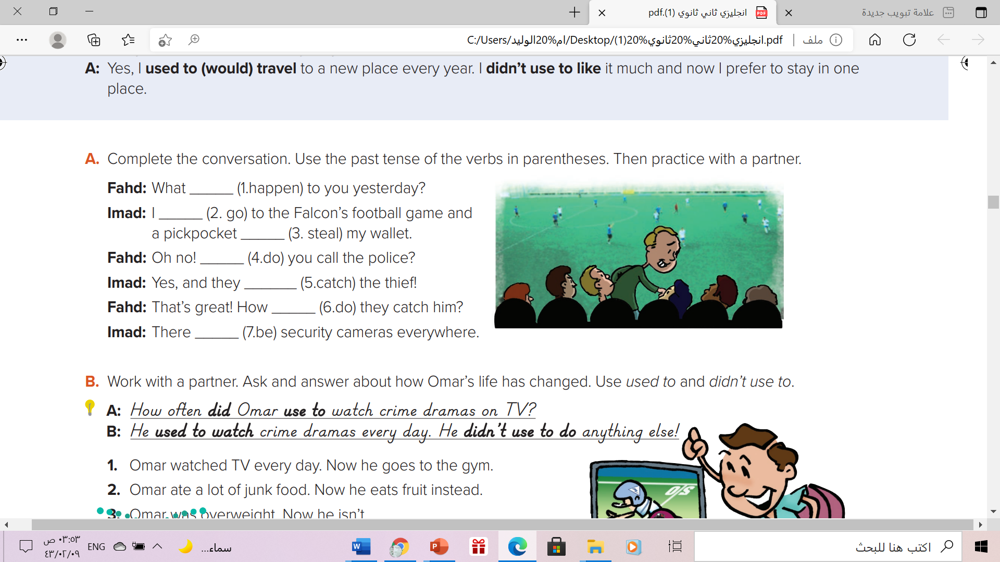 انجليزي ثاني ثانوي (1).pdf
علامة تبويب جديدة
C:/Users/ام%20الوليد/Desktop/انجليزي%20ثاني%20ثانوي%20(1).pdf
ملف
A: Yes, I used to (would) travel to a new place every year. I didn’t use to like it much and now I prefer to stay in one
place.
A. Complete the conversation. Use the past tense of the verbs in parentheses. Then practice with a partner.
Fahd: What _____ (1.happen) to you yesterday?
Imad: I _____ (2. go) to the Falcon’s football game and
a pickpocket _____ (3. steal) my wallet.
Fahd: Oh no! _____ (4.do) you call the police?
Imad: Yes, and they ______ (5.catch) the thief!
Fahd: That’s great! How _____ (6.do) they catch him?
Imad: There _____ (7.be) security cameras everywhere.
B. Work with a partner. Ask and answer about how Omar’s life has changed. Use used to and didn’t use to.
A: How often did Omar use to watch crime dramas on TV?
B: He used to watch crime dramas every day. He didn’t use to do anything else!
1. Omar watched TV every day. Now he goes to the gym.
2. Omar ate a lot of junk food. Now he eats fruit instead.
3. Omar was overweight. Now he isn’t
٠٣:٥٣ ص
٤٣/٠٢/٠٩
ENG
سماء...
اكتب هنا للبحث